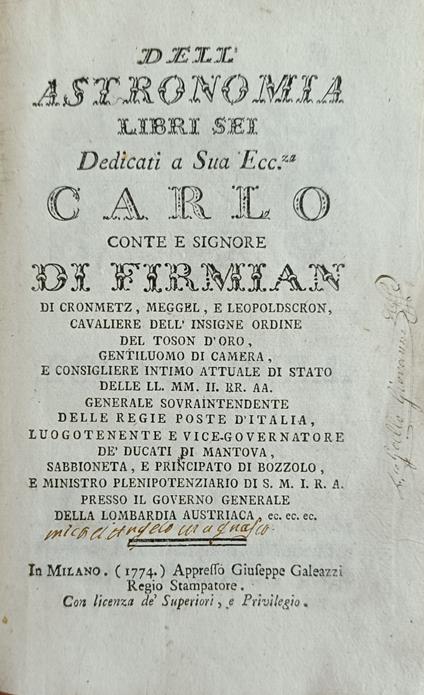 DELL'
ASTRONOMIA
LIBRI SEI
Dedicati a Sua Ecc.za
CARLO
CONTE E SIGNORE
DI FIRMIAN
DI CRONMETZ, MEGGEL, E LEOPOLDSCRON,
CAVALIERE DELL' INSIGNE ORDINE
DEL TOSON D'ORO,
GENTILUOMO DI CAMERA,
E CONSIGLIERE INTIMO ATTUALE DI STATO
DELLE LL. MM. II. RR. AA.
GENERALE SOVRAINTENDENTE
DELLE REGIE POSTE D'ITALIA,
LUOGOTENENTE E VICE-GOVERNATORE
DE' DUCATI DI MANTOVA,
SABBIONETA, E PRINCIPATO DI BOZZOLO,
E MINISTRO PLENIPOTENZIARIO DI S. M. I. R. A.
PRESSO IL GOVERNO GENERALE
DELLA LOMBARDIA AUSTRIACA, ec. ec. ec.
In MILANO. (1774.) Appresso Giuseppe Galeazzi
Regio Stampatore.
Con licenza de' Superiori, e Privilegio.
Giovanni